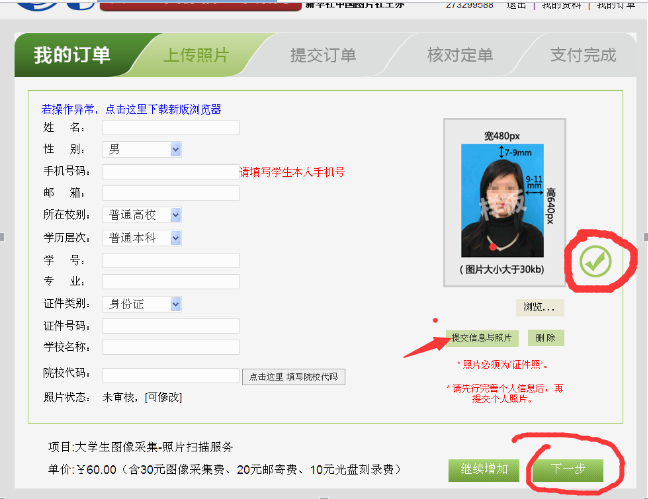 新华社中国图片社主办
273299588 退出 | 我的资料 | 我的订单
我的订单 上传照片 提交订单 核对定单 支付完成
若操作异常，点击这里下载新版浏览器
姓 名：
性 别： 男
手机号码： 请填写学生本人手机号
邮 箱：
所在校别： 普通高校
学历层次： 普通本科
学 号：
专 业：
证件类别： 身份证
证件号码：
学校名称：
院校代码： 点击这里 填写院校代码
照片状态： 未审核，[可修改]
宽480px
7-9mm
9-11
mm
高640px
样版
( 图片大小大于30kb)
浏览...
提交信息与照片 删 除
* 照片必须为"证件照"。
* 请先行完善个人信息后，再
提交个人照片。
项目:大学生图像采集-照片扫描服务
单价:￥60.00（含30元图像采集费、20元邮寄费、10元光盘刻录费）
继续增加 下一步